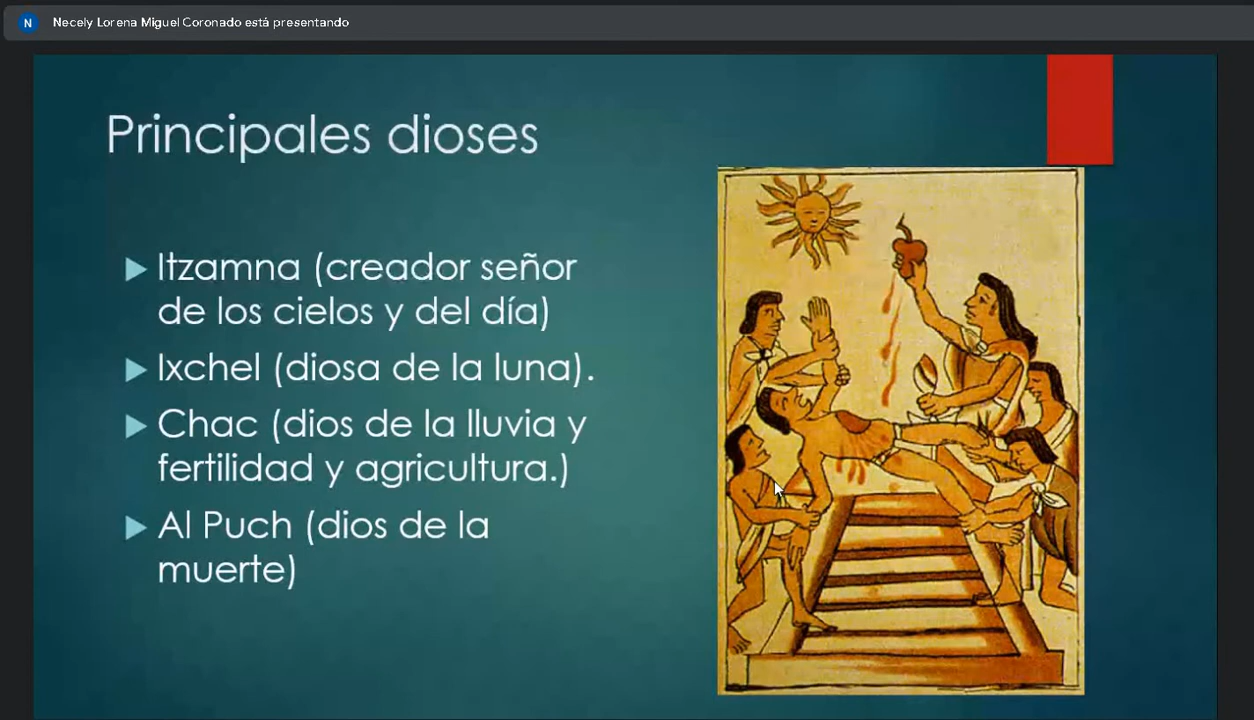 N
Necely Lorena Miguel Coronado está presentando
Principales dioses
Itzamna (creador señor
de los cielos y del día)
Ixchel (diosa de la luna).
Chac (dios de la lluvia y
fertilidad y agricultura.)
Al Puch (dios de la
muerte)